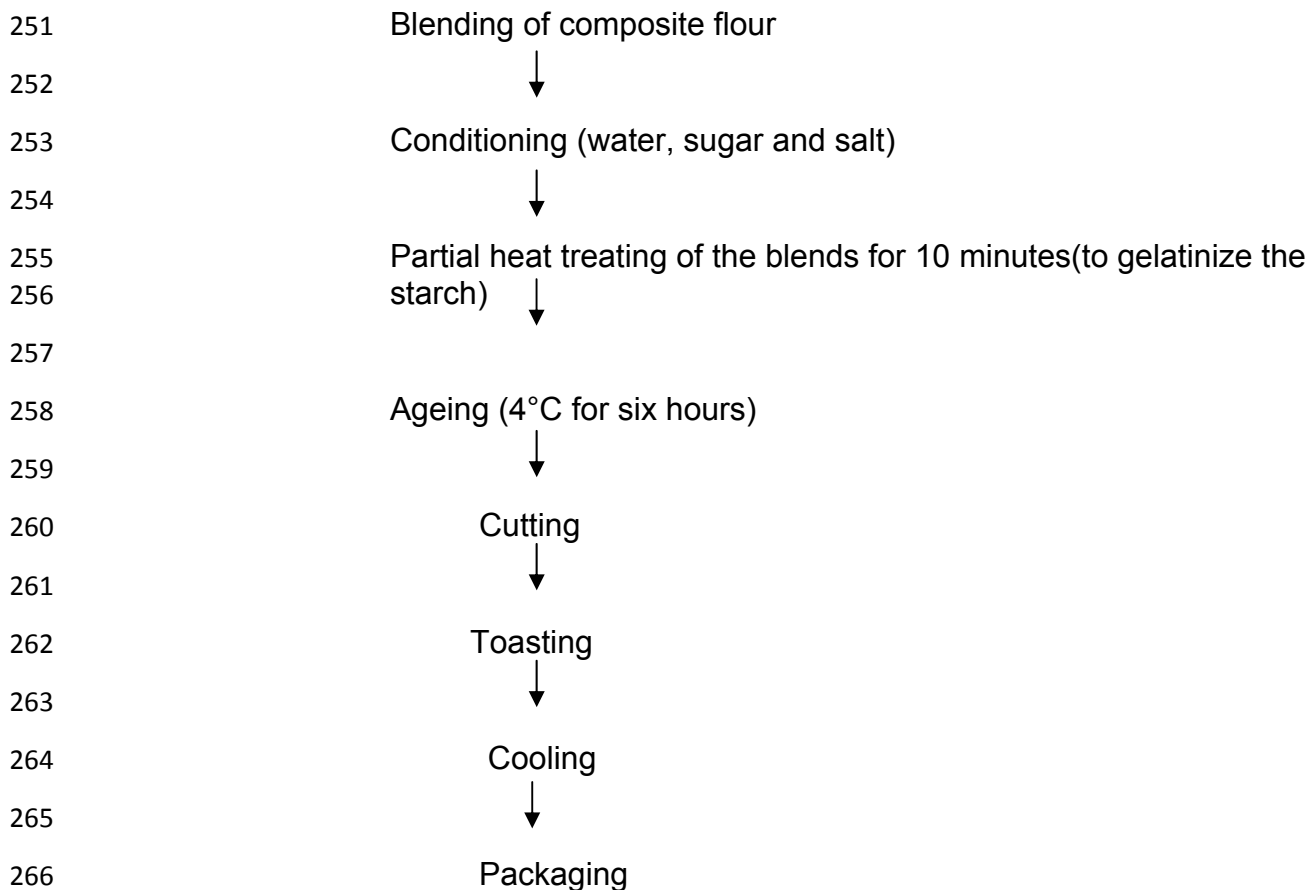 251 Blending of composite flour
252
253 Conditioning (water, sugar and salt)
254
255 Partial heat treating of the blends for 10 minutes(to gelatinize the
256 starch)
257
258 Ageing (4°C for six hours)
259
260 Cutting
261
262 Toasting
263
264 Cooling
265
266 Packaging